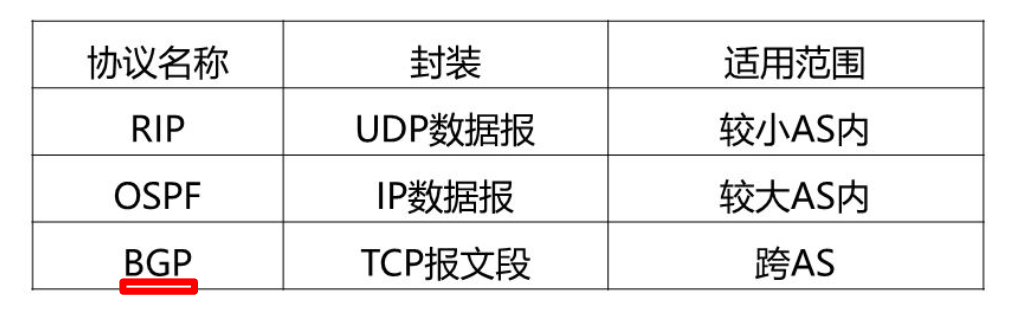 协议名称 封装 适用范围
RIP UDP数据报 较小AS内
OSPF IP数据报 较大AS内
BGP TCP报文段 跨AS